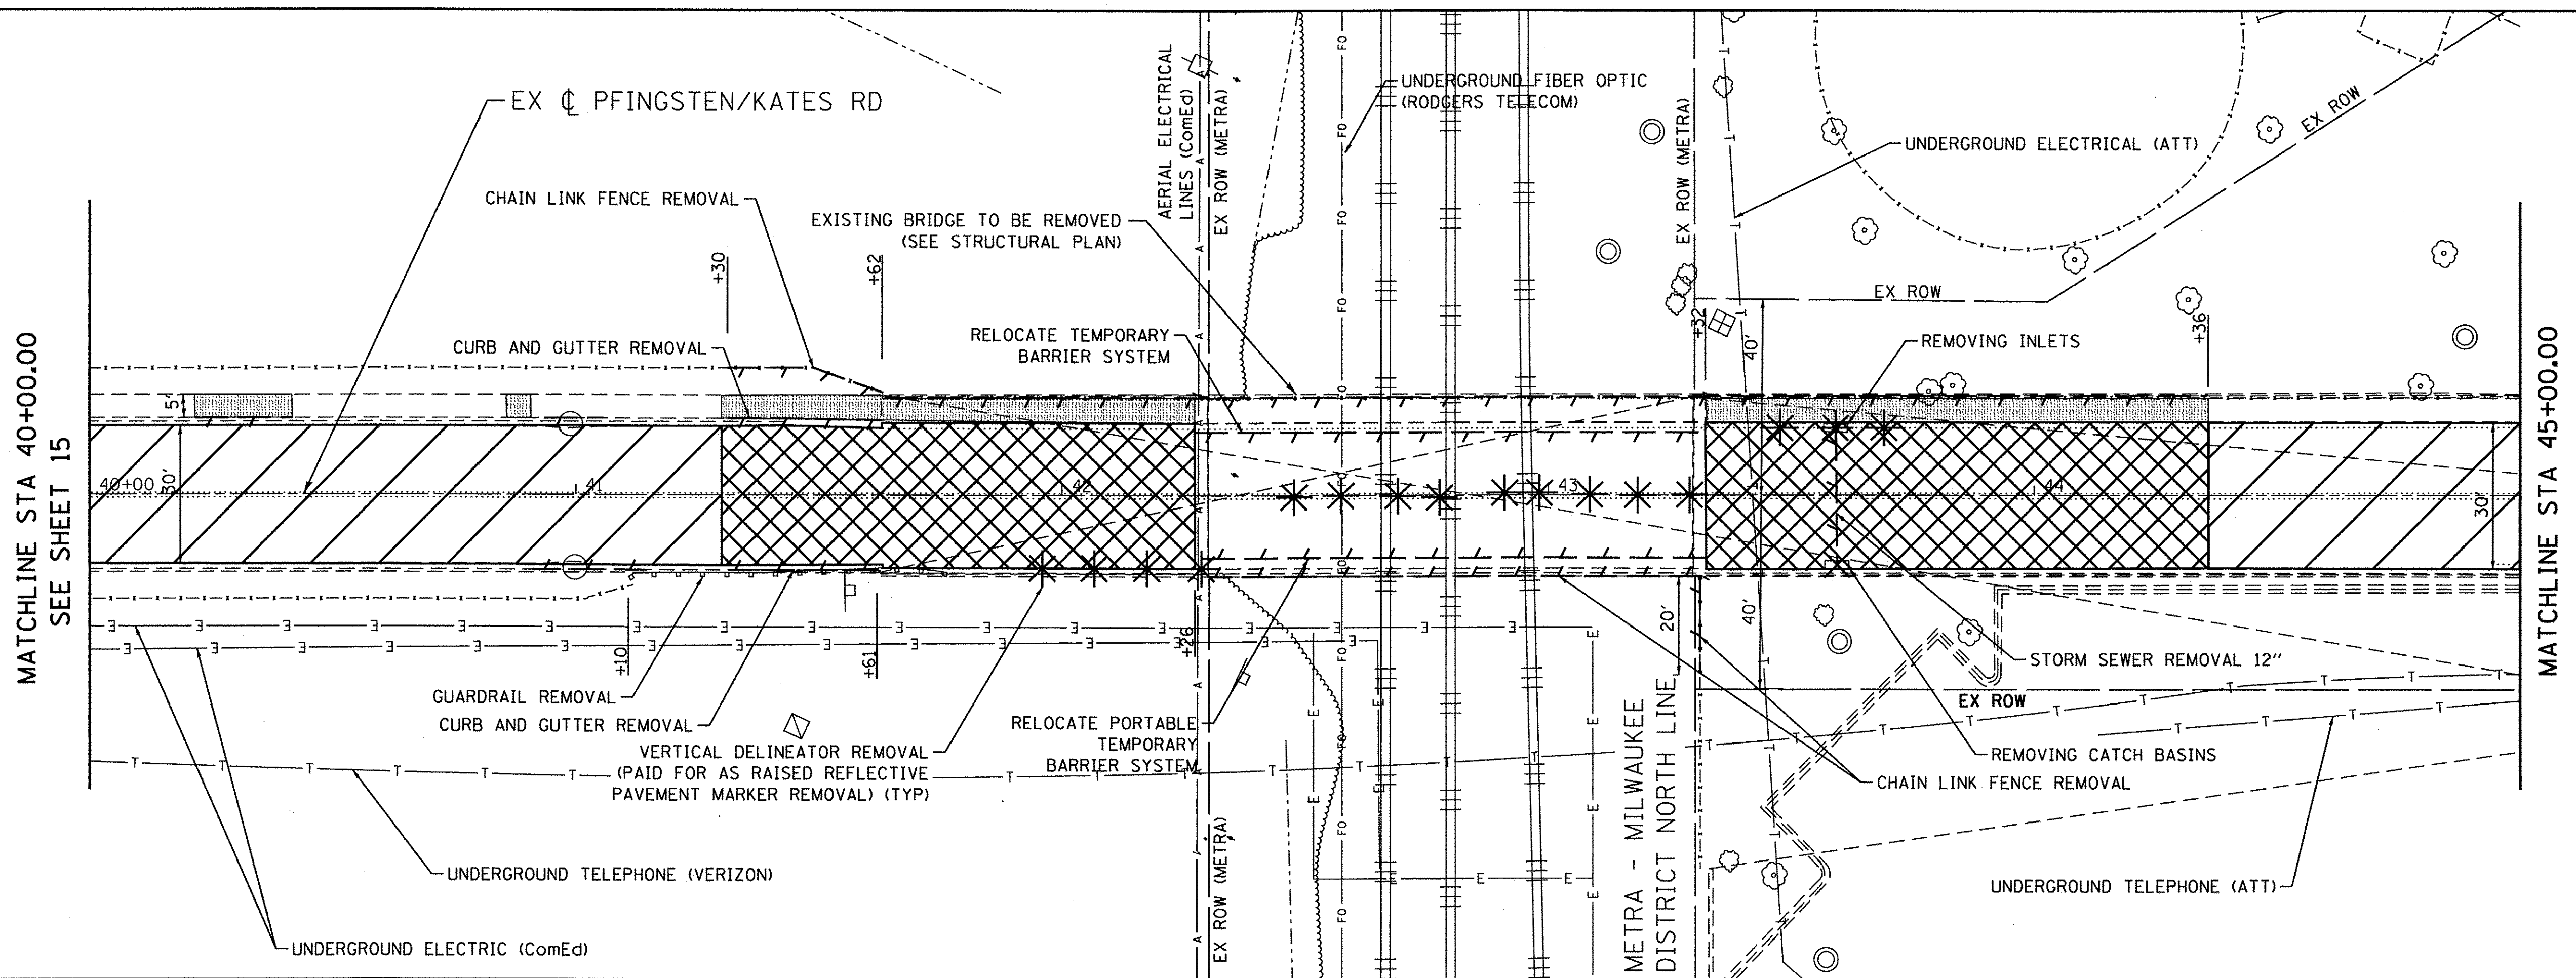 EX ℄ PFINGSTEN/KATES RD
CHAIN LINK FENCE REMOVAL
EXISTING BRIDGE TO BE REMOVED
(SEE STRUCTURAL PLAN)
AERIAL ELECTRICAL
LINES (ComEd)
EX ROW (METRA)
UNDERGROUND FIBER OPTIC
(RODGERS TELECOM)
EX ROW (METRA)
UNDERGROUND ELECTRICAL (ATT)
EX ROW
EX ROW
+30
+62
CURB AND GUTTER REMOVAL
RELOCATE TEMPORARY
BARRIER SYSTEM
+32
40'
REMOVING INLETS
+36
MATCHLINE STA 40+00.00
SEE SHEET 15
5'
40+00
30'
41
42
43
44
30'
MATCHLINE STA 45+00.00
+10
+61
+26
20'
40'
GUARDRAIL REMOVAL
CURB AND GUTTER REMOVAL
VERTICAL DELINEATOR REMOVAL
(PAID FOR AS RAISED REFLECTIVE
PAVEMENT MARKER REMOVAL) (TYP)
RELOCATE PORTABLE
TEMPORARY
BARRIER SYSTEM
METRA - MILWAUKEE
DISTRICT NORTH LINE
STORM SEWER REMOVAL 12"
EX ROW
REMOVING CATCH BASINS
CHAIN LINK FENCE REMOVAL
UNDERGROUND TELEPHONE (VERIZON)
UNDERGROUND TELEPHONE (ATT)
EX ROW (METRA)
UNDERGROUND ELECTRIC (ComEd)